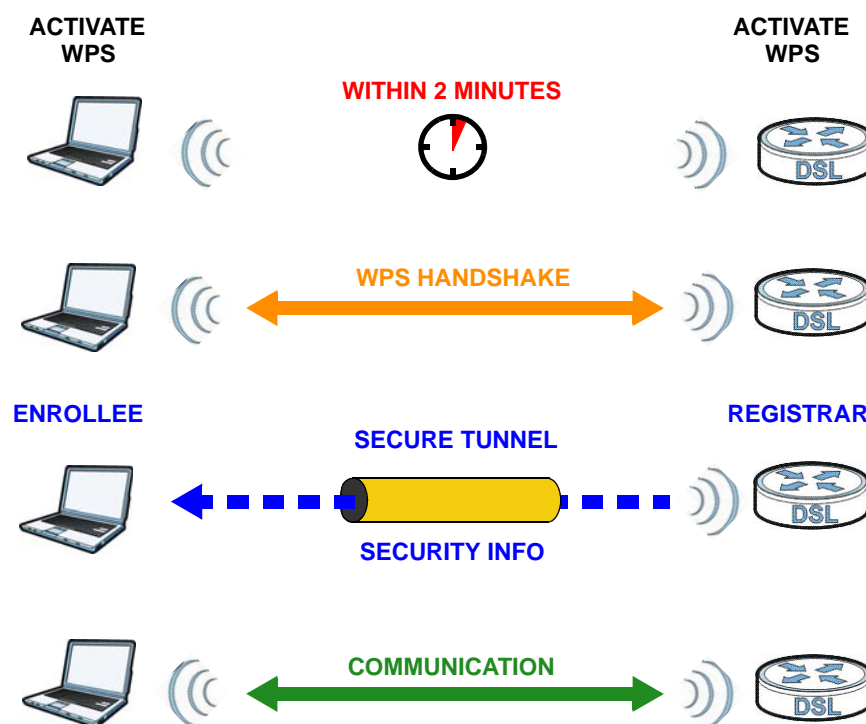 ACTIVATE
WPS
ACTIVATE
WPS
WITHIN 2 MINUTES
DSL
WPS HANDSHAKE
DSL
ENROLLEE
REGISTRAR
SECURE TUNNEL
DSL
SECURITY INFO
COMMUNICATION
DSL